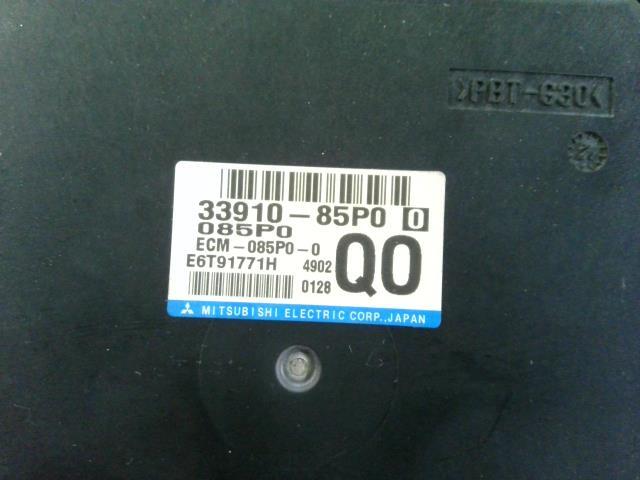 >PBT-G30<
33910-85P0 0
085P0
ECM-085P0-0
E6T91771H 4902
0128
Q0
MITSUBISHI ELECTRIC CORP.,JAPAN